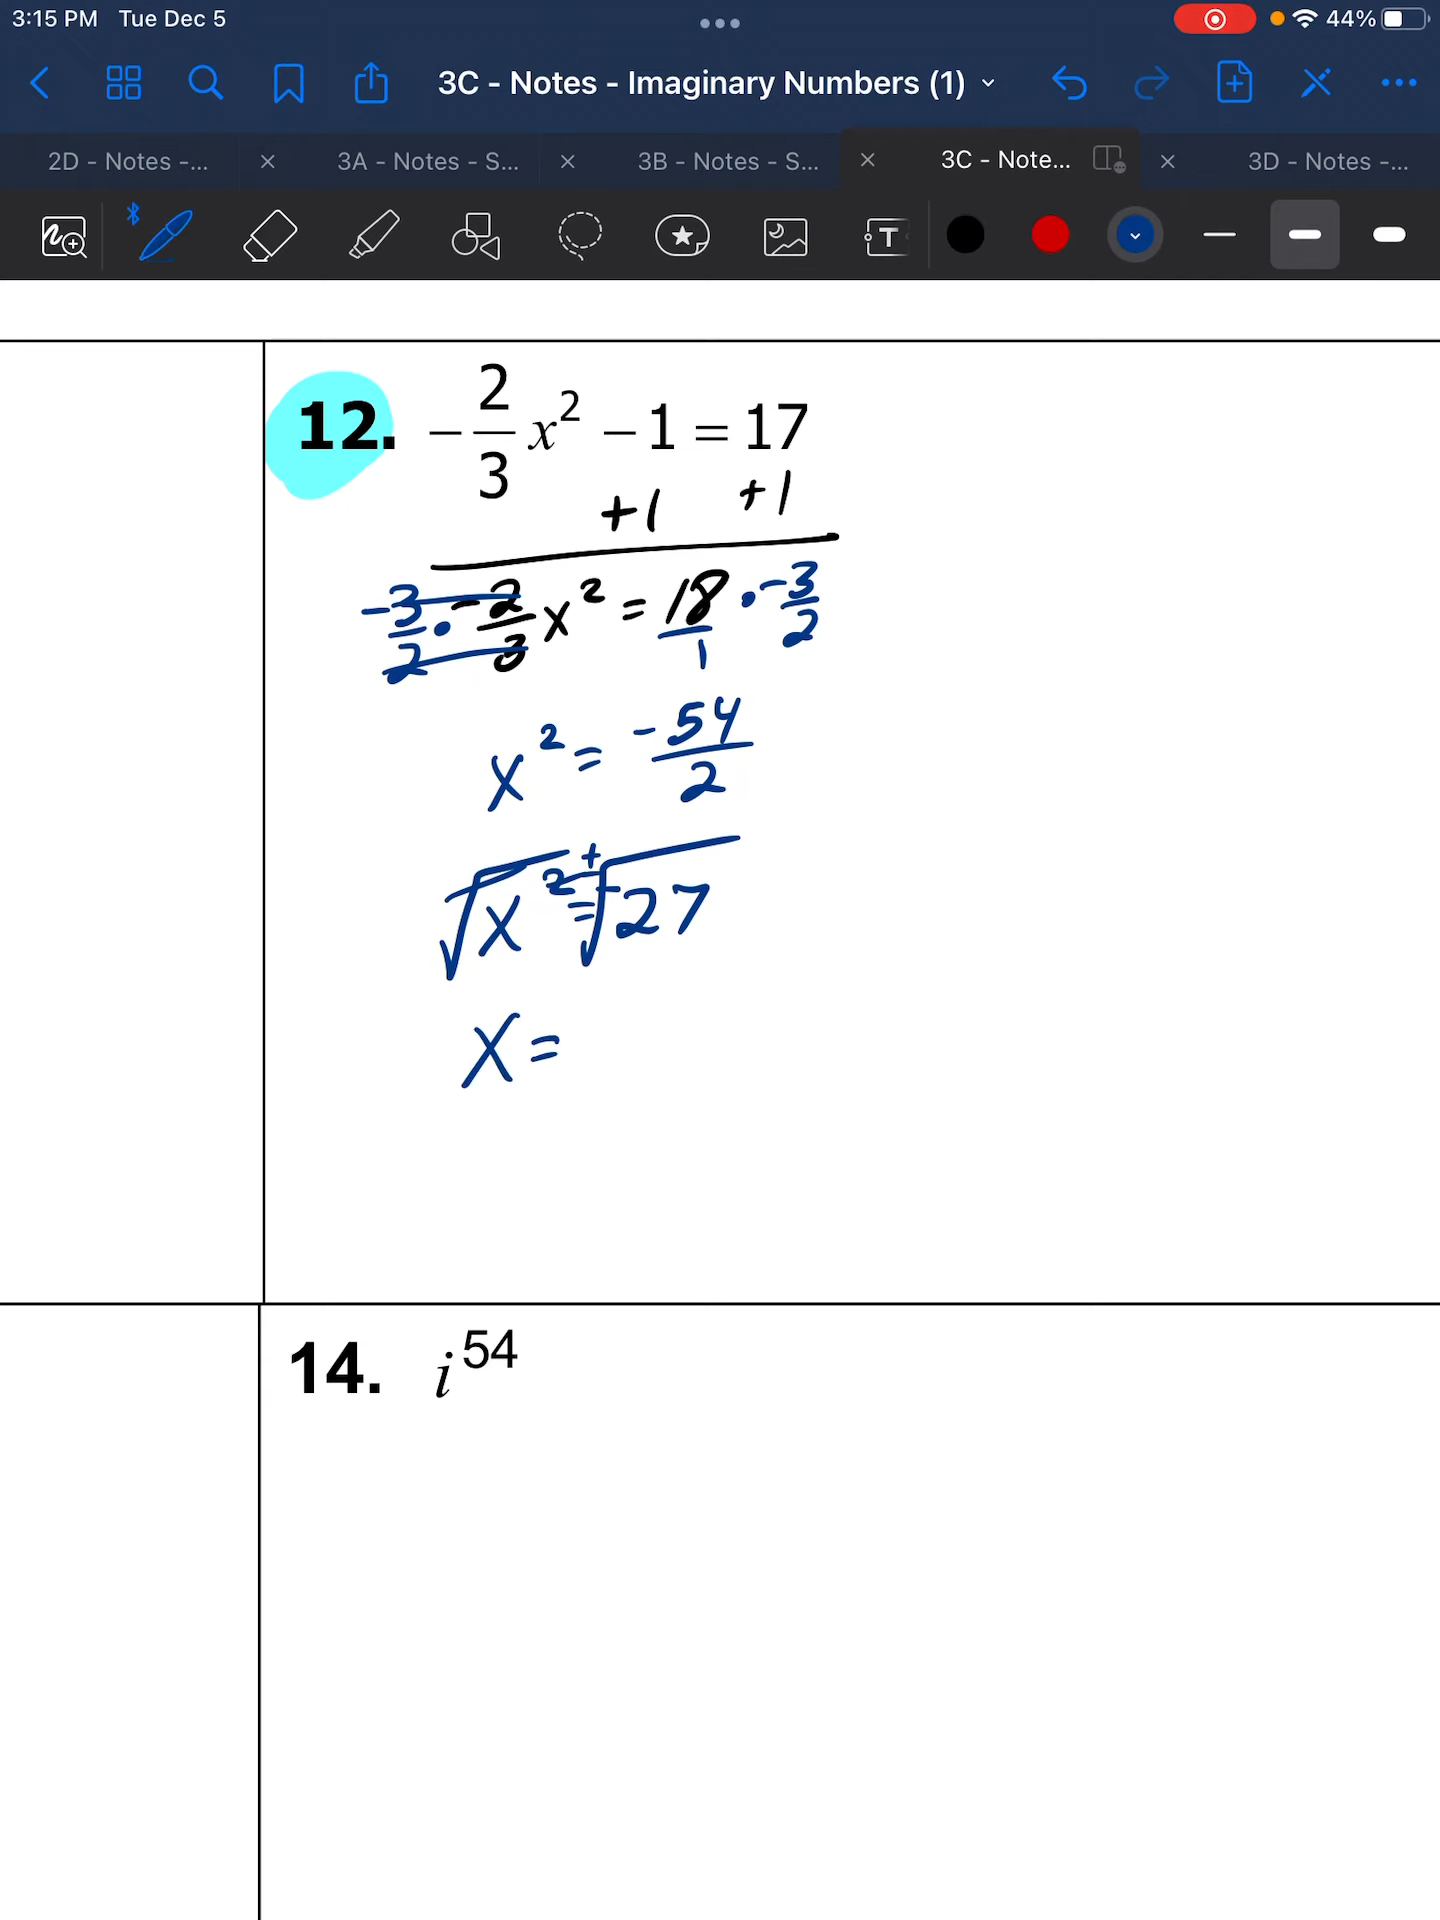 3:15 PM Tue Dec 5
44%
3C - Notes - Imaginary Numbers (1)
2D - Notes -... 3A - Notes - S... 3B - Notes - S... 3C - Note... 3D - Notes -...
T
12. -2/3 x² - 1 = 17
+1 +1
-3/2 · -2/3 x² = 18/1 · -3/2
x² = -54/2
√x² = ±√-27
x =
14. i⁵⁴